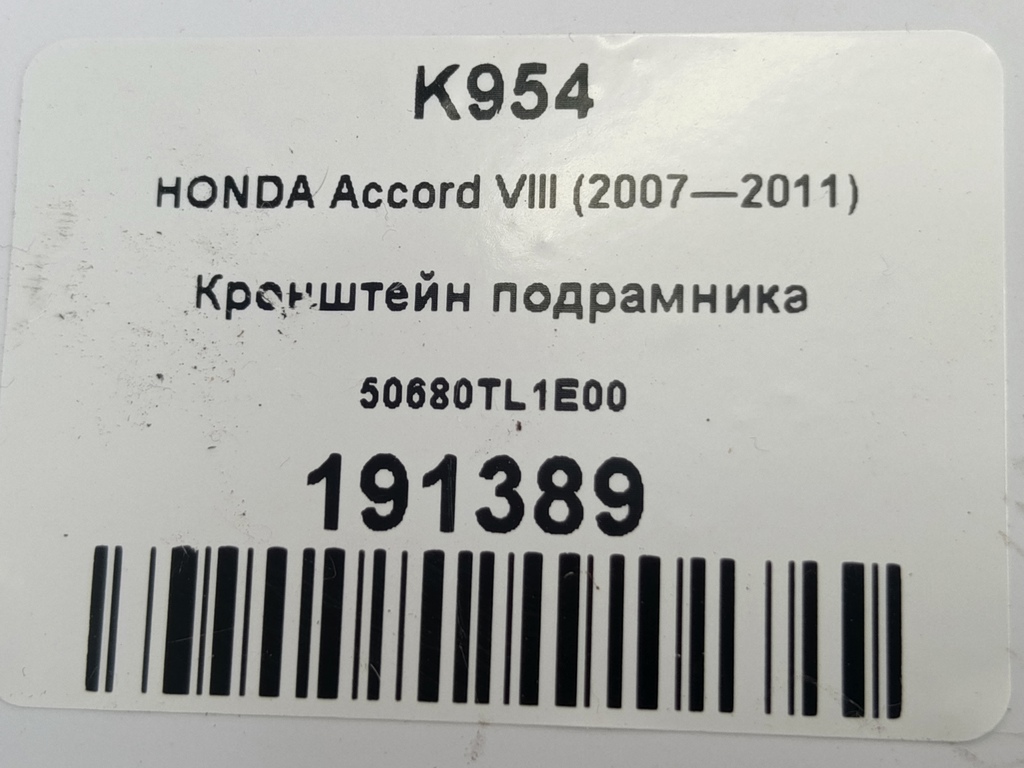 K954
HONDA Accord VIII (2007—2011)
Кронштейн подрамника
50680TL1E00
191389